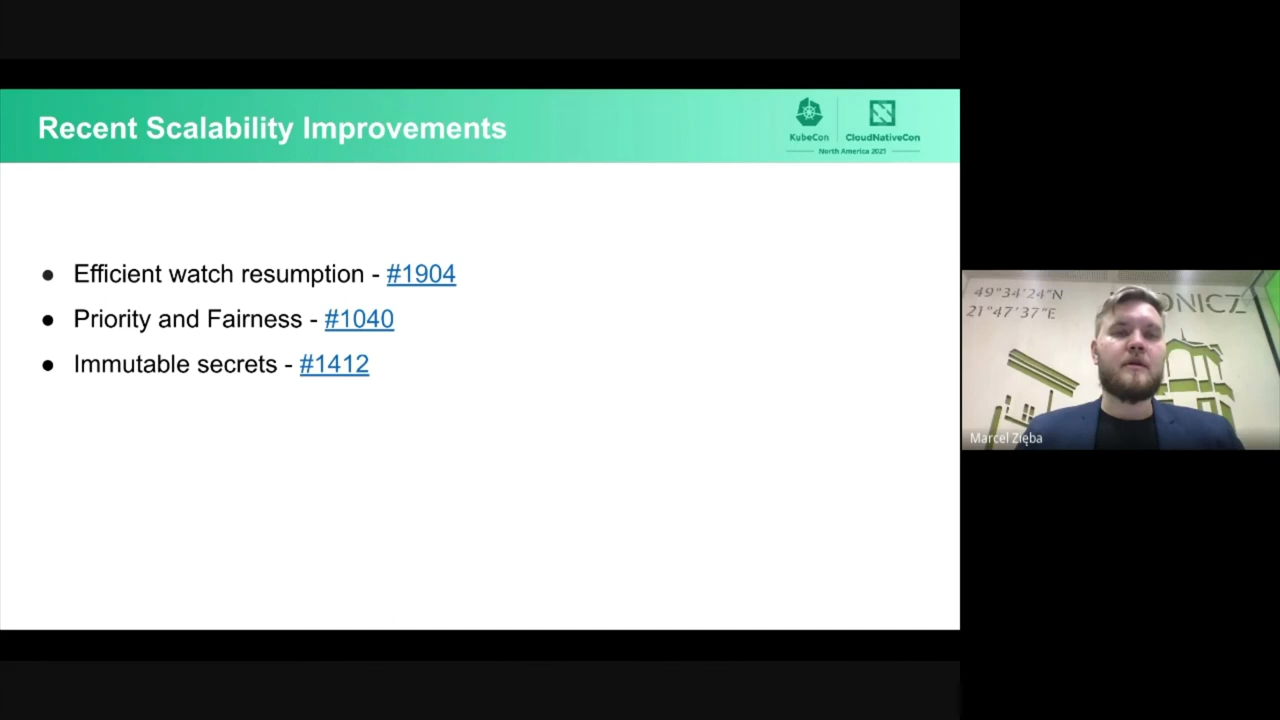 Recent Scalability Improvements
KubeCon
CloudNativeCon
North America 2021
● Efficient watch resumption - #1904
● Priority and Fairness - #1040
● Immutable secrets - #1412
49°34'24"N
21°47'37"E
ONICZ
Marcel Zięba